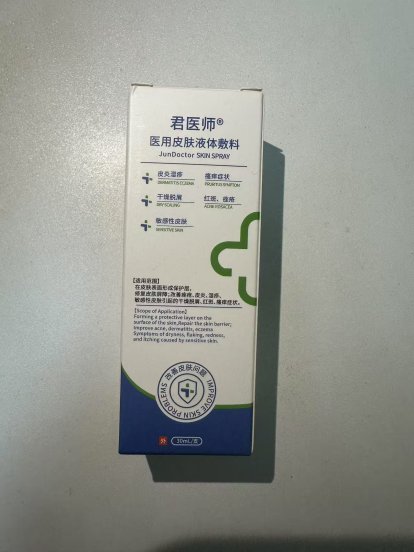 君医师®
医用皮肤液体敷料
JunDoctor SKIN SPRAY
皮炎湿疹 瘙痒症状
DERMATITIS ECZEMA PRURITUS SYMPTOM
干燥脱屑 红斑、痤疮
DRY SCALING ACNE ROSACEA
敏感性皮肤
SENSITIVE SKIN
【适用范围】
在皮肤表面形成保护层,
修复皮肤屏障;改善痤疮、皮炎、湿疹、
敏感性皮肤引起的干燥脱屑、红斑、瘙痒症状。
【Scope of Application】
Forming a protective layer on the
surface of the skin,Repair the skin barrier;
Improve acne, dermatitis, eczema
Symptoms of dryness, flaking, redness,
and itching caused by sensitive skin.
改善皮肤问题
IMPROVE SKIN PROBLEMS
外 30mL/瓶